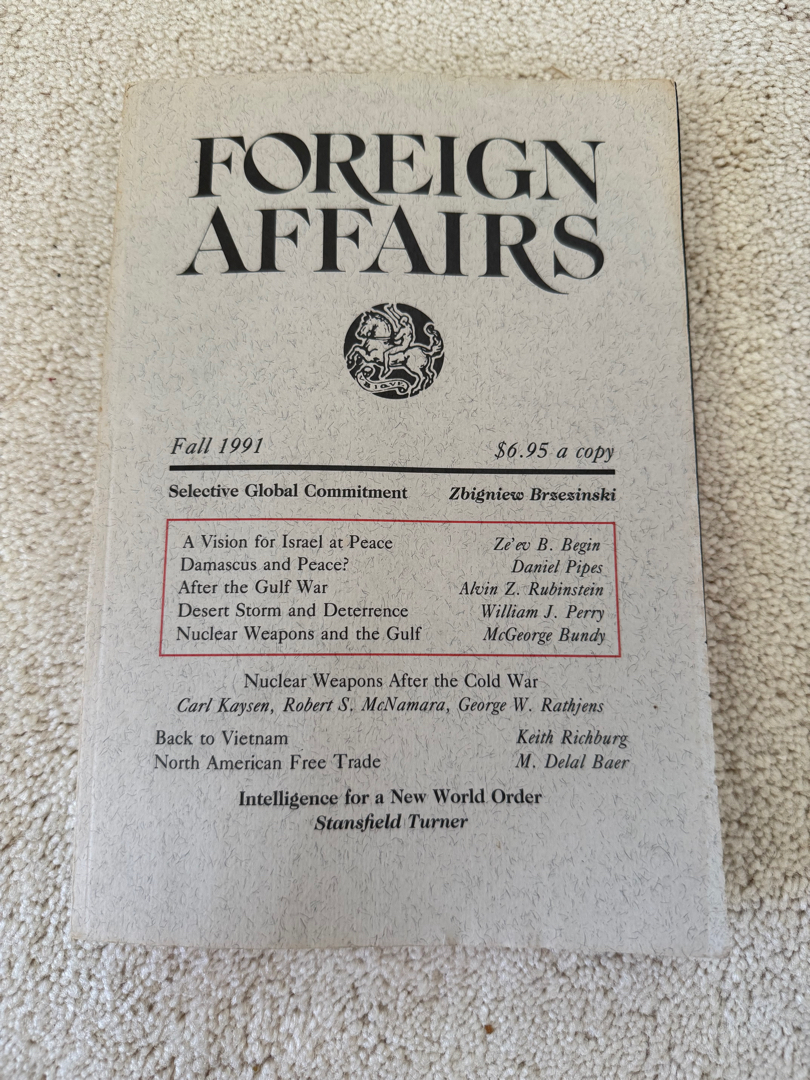 FOREIGN
AFFAIRS
VBIQVE
Fall 1991 $6.95 a copy
Selective Global Commitment Zbigniew Brzezinski
A Vision for Israel at Peace Ze'ev B. Begin
Damascus and Peace? Daniel Pipes
After the Gulf War Alvin Z. Rubinstein
Desert Storm and Deterrence William J. Perry
Nuclear Weapons and the Gulf McGeorge Bundy
Nuclear Weapons After the Cold War
Carl Kaysen, Robert S. McNamara, George W. Rathjens
Back to Vietnam Keith Richburg
North American Free Trade M. Delal Baer
Intelligence for a New World Order
Stansfield Turner